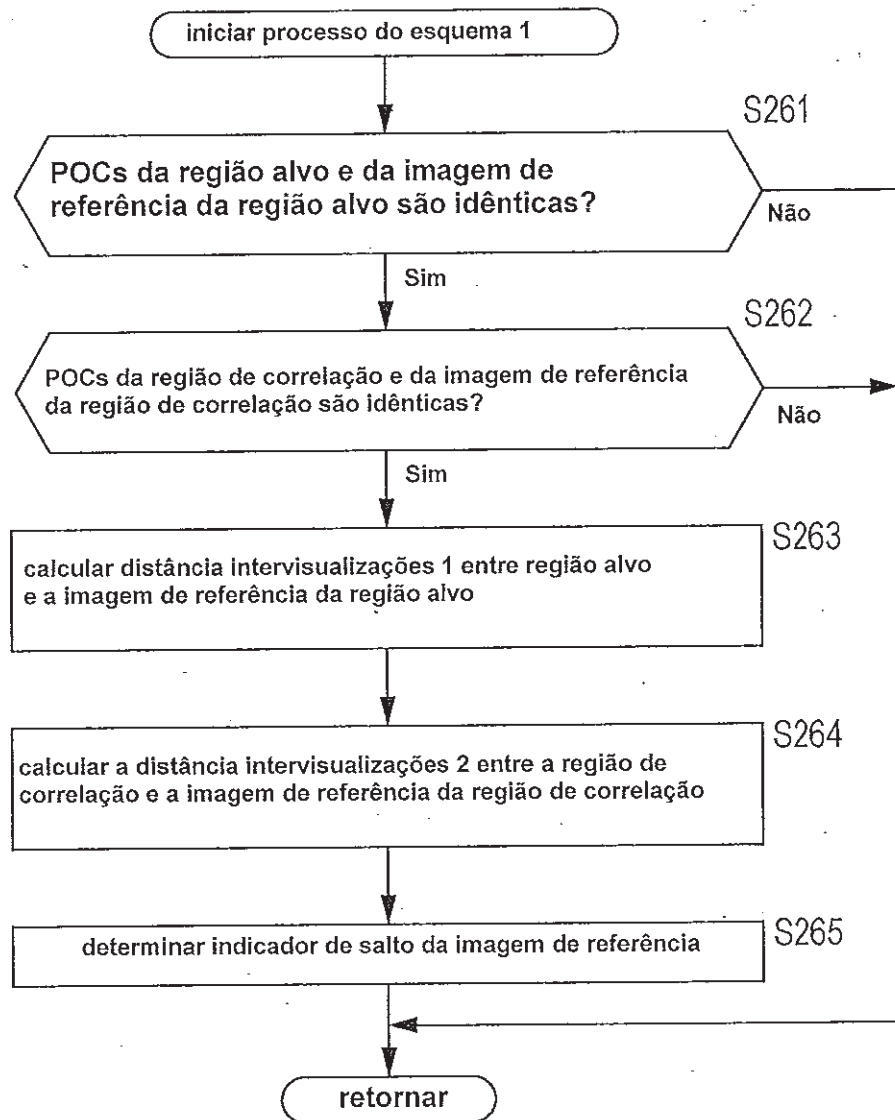 iniciar processo do esquema 1
S261
POCs da região alvo e da imagem de
referência da região alvo são idênticas?
Não
Sim
S262
POCs da região de correlação e da imagem de referência
da região de correlação são idênticas?
Não
Sim
S263
calcular distância intervisualizações 1 entre região alvo
e a imagem de referência da região alvo
S264
calcular a distância intervisualizações 2 entre a região de
correlação e a imagem de referência da região de correlação
S265
determinar indicador de salto da imagem de referência
retornar